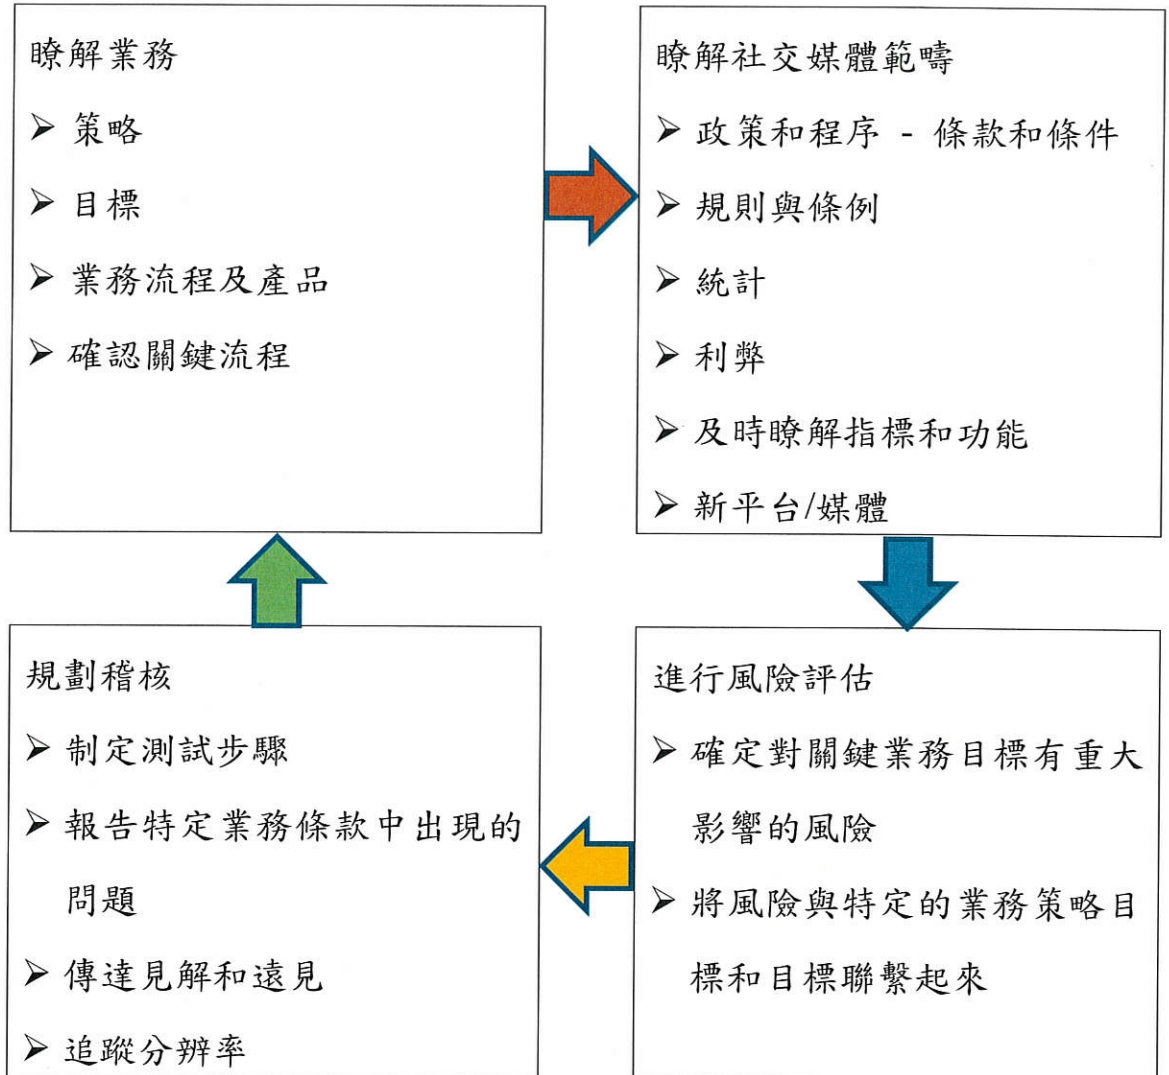 瞭解業務
➢ 策略
➢ 目標
➢ 業務流程及產品
➢ 確認關鍵流程
瞭解社交媒體範疇
➢ 政策和程序 - 條款和條件
➢ 規則與條例
➢ 統計
➢ 利弊
➢ 及時瞭解指標和功能
➢ 新平台/媒體
進行風險評估
➢ 確定對關鍵業務目標有重大
影響的風險
➢ 將風險與特定的業務策略目
標和目標聯繫起來
規劃稽核
➢ 制定測試步驟
➢ 報告特定業務條款中出現的
問題
➢ 傳達見解和遠見
➢ 追蹤分辨率